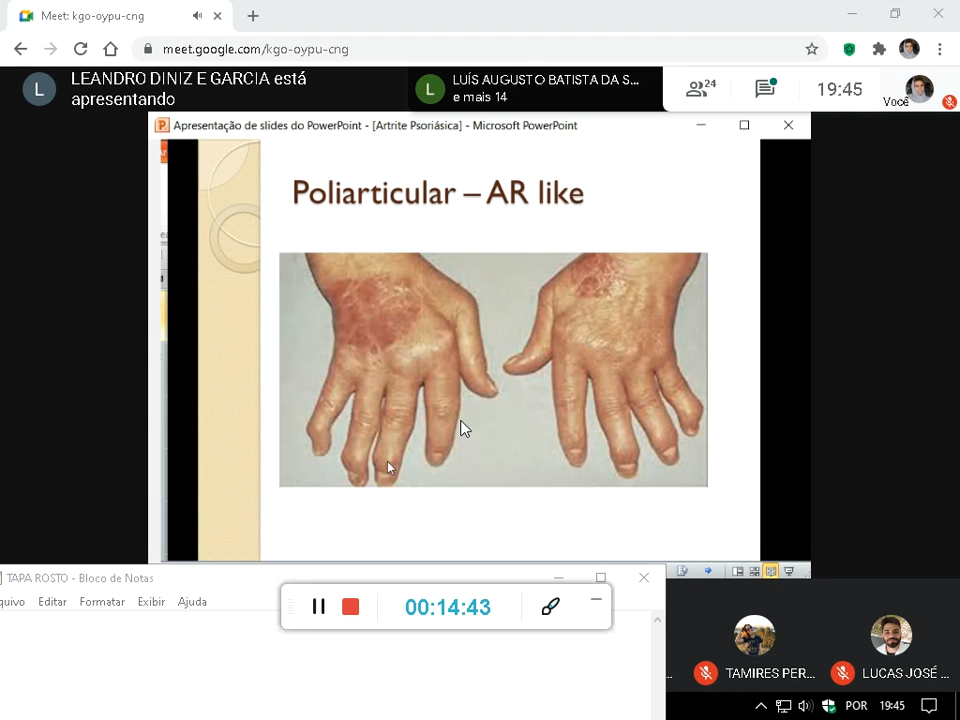 Meet: kgo-oypu-cng
meet.google.com/kgo-oypu-cng
LEANDRO DINIZ E GARCIA está
apresentando
L
L
LUÍS AUGUSTO BATISTA DA S...
e mais 14
24
19:45
Você
Apresentação de slides do PowerPoint - [Artrite Psoriásica] - Microsoft PowerPoint
Poliarticular – AR like
TAPA ROSTO - Bloco de Notas
quivo Editar Formatar Exibir Ajuda
00:14:43
... TAMIRES PER... LUCAS JOSÉ ...
POR 19:45